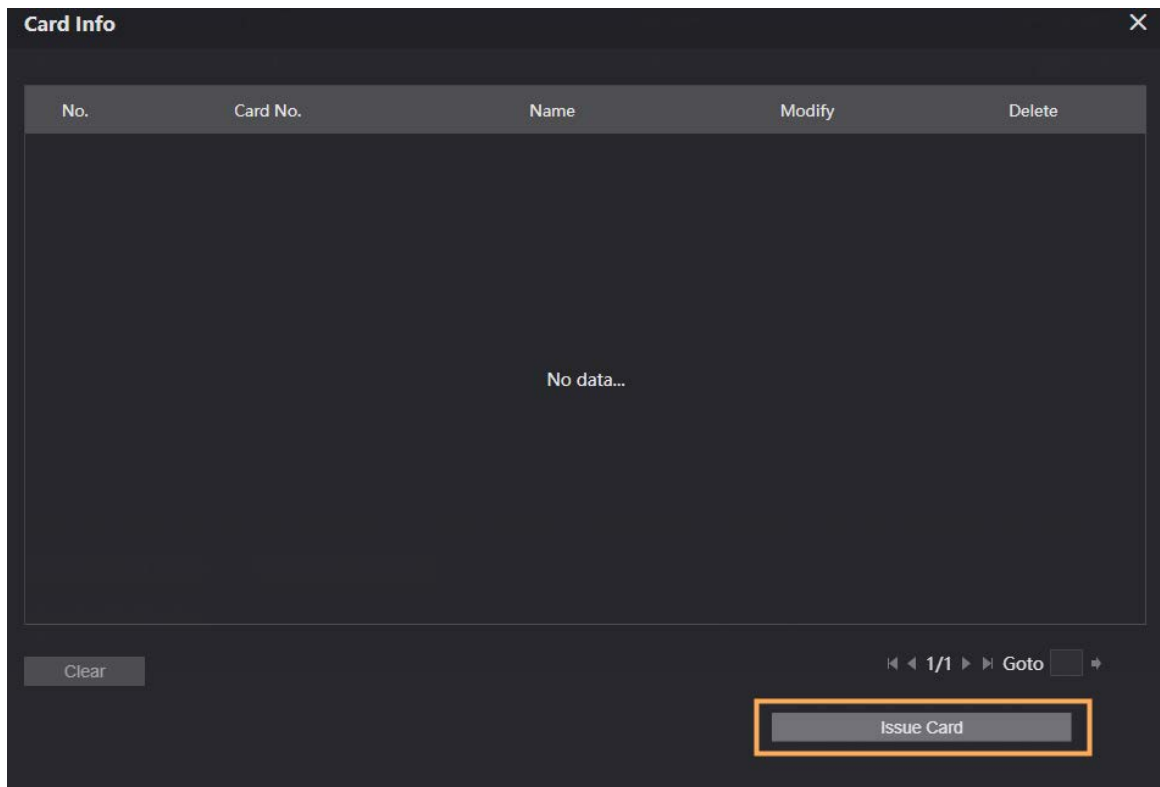 Card Info
No. Card No. Name Modify Delete
No data...
Clear 1/1 Goto
Issue Card